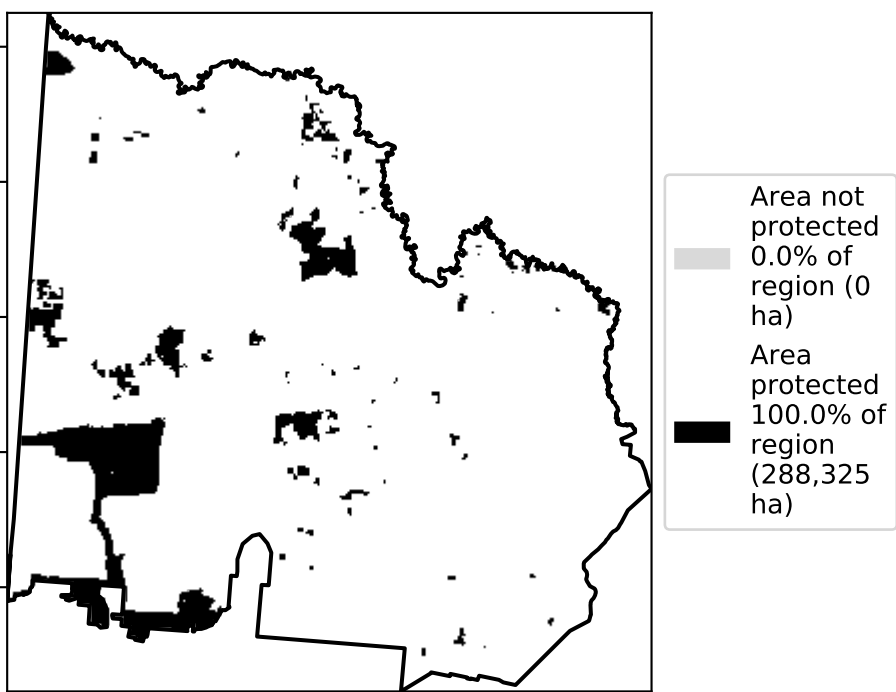 Area not
protected
0.0% of
region (0
ha)
Area
protected
100.0% of
region
(288,325
ha)